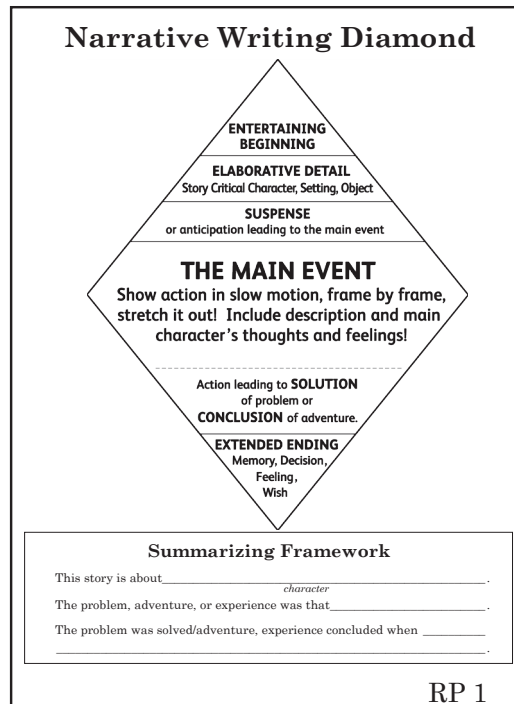 Narrative Writing Diamond
ENTERTAINING
BEGINNING
ELABORATIVE DETAIL
Story Critical Character, Setting, Object
SUSPENSE
or anticipation leading to the main event
THE MAIN EVENT
Show action in slow motion, frame by frame,
stretch it out! Include description and main
character's thoughts and feelings!
Action leading to SOLUTION
of problem or
CONCLUSION of adventure.
EXTENDED ENDING
Memory, Decision,
Feeling,
Wish
Summarizing Framework
This story is about____________________.
character
The problem, adventure, or experience was that____________________.
The problem was solved/adventure, experience concluded when __________
____________________.
RP 1